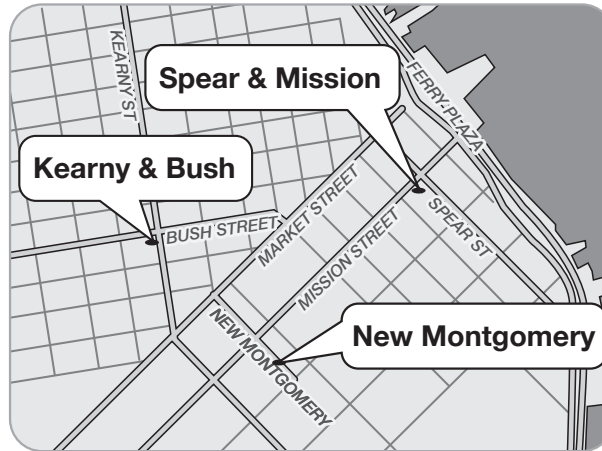 KEARNY ST
Spear & Mission
FERRY PLAZA
Kearny & Bush
BUSH STREET
MARKET STREET
MISSION STREET
SPEAR ST
NEW MONTGOMERY
New Montgomery